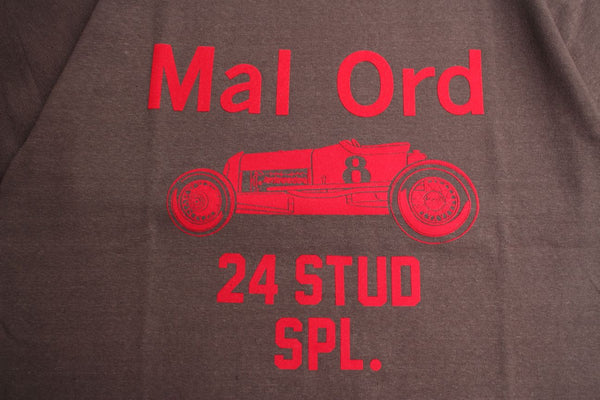 Mal Ord
8
24 STUD
SPL.